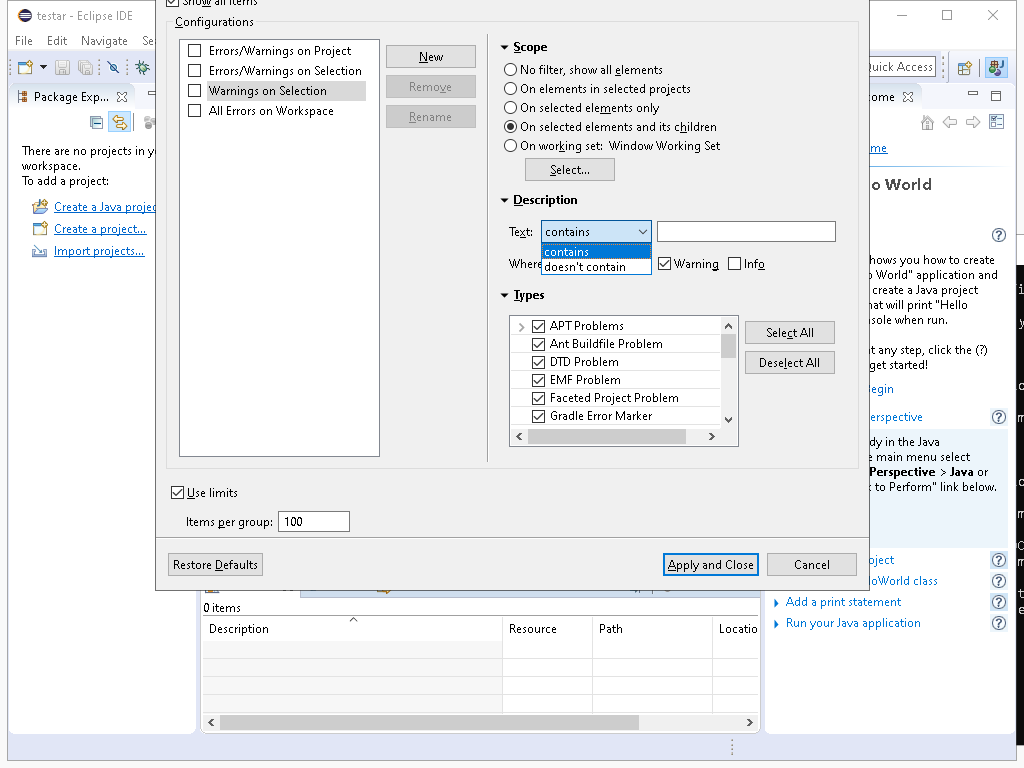 testar - Eclipse IDE
Show all items
File Edit Navigate Se
Configurations
Errors/Warnings on Project
Errors/Warnings on Selection
Warnings on Selection
All Errors on Workspace
New
Remove
Rename
Scope
No filter, show all elements
On elements in selected projects
On selected elements only
On selected elements and its children
On working set: Window Working Set
Select...
Description
Text: contains
contains
doesn't contain
Where
Warning Info
Types
APT Problems
Ant Buildfile Problem
DTD Problem
EMF Problem
Faceted Project Problem
Gradle Error Marker
Select All
Deselect All
Use limits
Items per group: 100
Restore Defaults
Apply and Close
Cancel
Package Exp...
There are no projects in y
workspace.
To add a project:
Create a Java projec
Create a project...
Import projects...
Quick Access
ome
me
o World
hows you how to create
o World" application and
create a Java project
hat will print "Hello
sole when run.
t any step, click the (?)
get started!
egin
erspective
dy in the Java
e main menu select
Perspective > Java or
k to Perform" link below.
oject
oWorld class
Add a print statement
Run your Java application
0 items
Description Resource Path Locatio